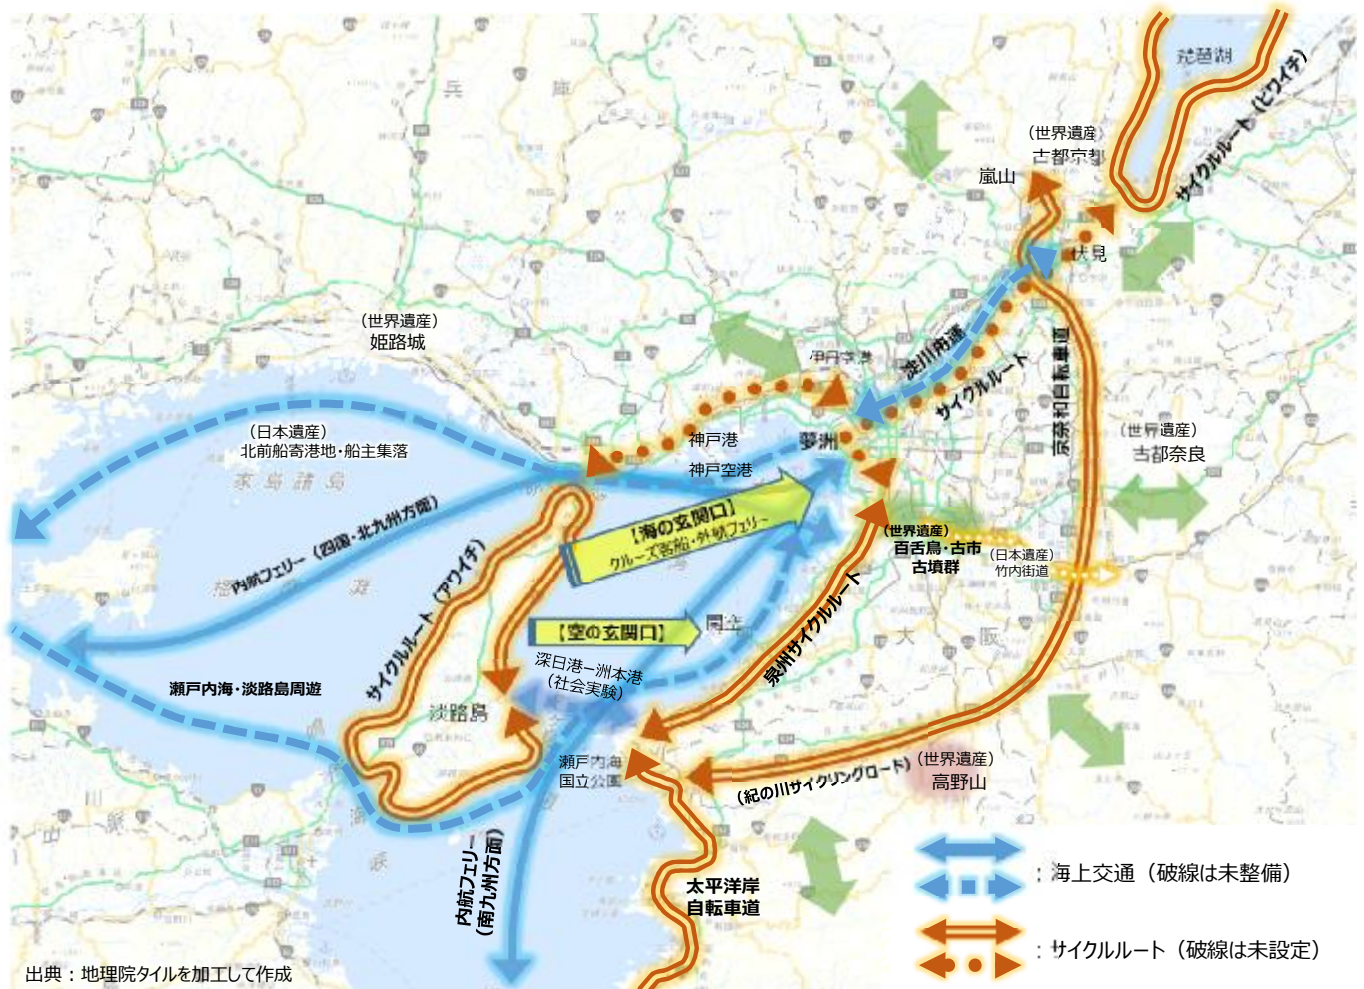 琵琶湖
サイクルルート（ビワイチ）
（世界遺産）
古都京都
嵐山
伏見
兵 庫
（世界遺産）
姫路城
伊丹空港
淀川舟運
サイクルルート
京奈和自転車道
（日本遺産）
北前船寄港地・船主集落
家島諸島
神戸港
神戸空港
夢洲
（世界遺産）
古都奈良
【海の玄関口】
クルーズ客船・外航フェリー
（世界遺産）
百舌鳥・古市
古墳群
（日本遺産）
竹内街道
内航フェリー（四国・北九州方面）
サイクルルート（アワイチ）
【空の玄関口】
関空
泉州サイクルルート
大 阪
深日港ー洲本港
（社会実験）
瀬戸内海・淡路島周遊
淡路島
瀬戸内海
国立公園
（紀の川サイクリングロード）
（世界遺産）
高野山
内航フェリー
（南九州方面）
太平洋岸
自転車道
：海上交通（破線は未整備）
：サイクルルート（破線は未設定）
出典：地理院タイルを加工して作成